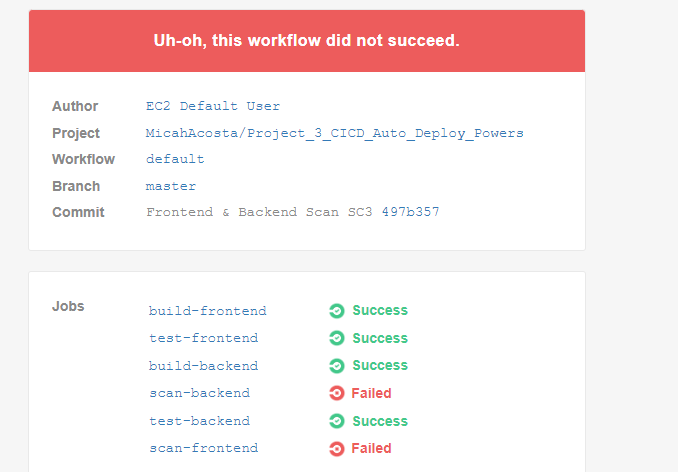 Uh-oh, this workflow did not succeed.
Author EC2 Default User
Project MicahAcosta/Project_3_CICD_Auto_Deploy_Powers
Workflow default
Branch master
Commit Frontend & Backend Scan SC3 497b357
Jobs build-frontend Success
test-frontend Success
build-backend Success
scan-backend Failed
test-backend Success
scan-frontend Failed